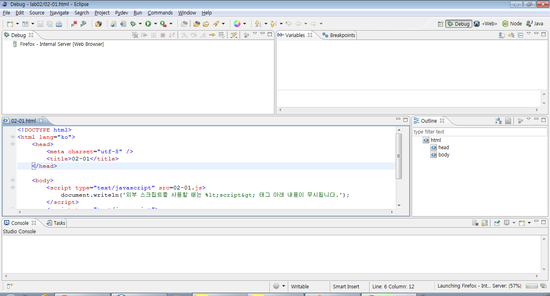 Debug - lab02/02-01.html - Eclipse
File Edit Source Navigate Search Project Pydev Run Commands Window Help
Debug «Web» Node Java
Debug
Variables Breakpoints
Firefox - Internal Server [Web Browser]
02-01.html
Outline
<!DOCTYPE html>
<html lang="ko">
<head>
<meta charset="utf-8" />
<title>02-01</title>
</head>
<body>
<script type="text/javascript" src=02-01.js>
document.writeln('외부 스크립트를 사용할 때는 %lt;script&gt; 태그 아래 내용이 무시됩니다.');
</script>
type filter text
html
head
body
Console Tasks
Studio Console
Writable Smart Insert Line: 6 Column: 12 Launching Firefox - Int... Server: (57%)